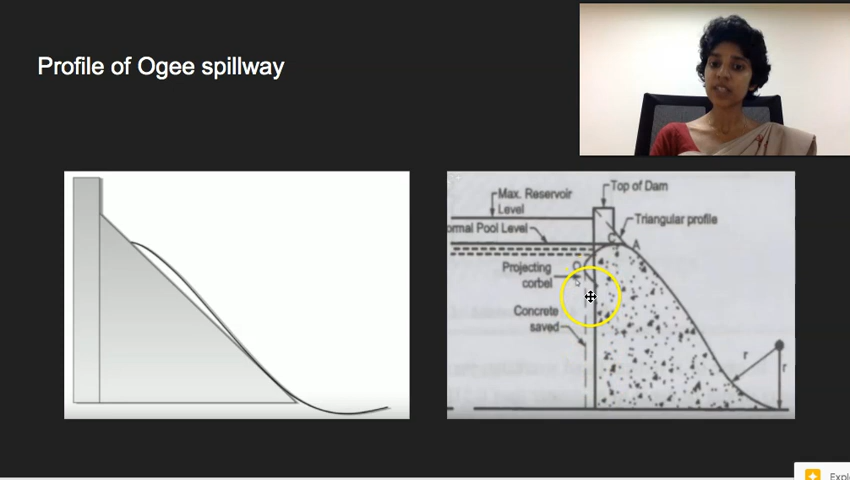 Profile of Ogee spillway
Max. Reservoir
Level
Top of Dam
ormal Pool Level
Triangular profile
C
A
O
Projecting
corbel
Concrete
saved
r
r
Explo